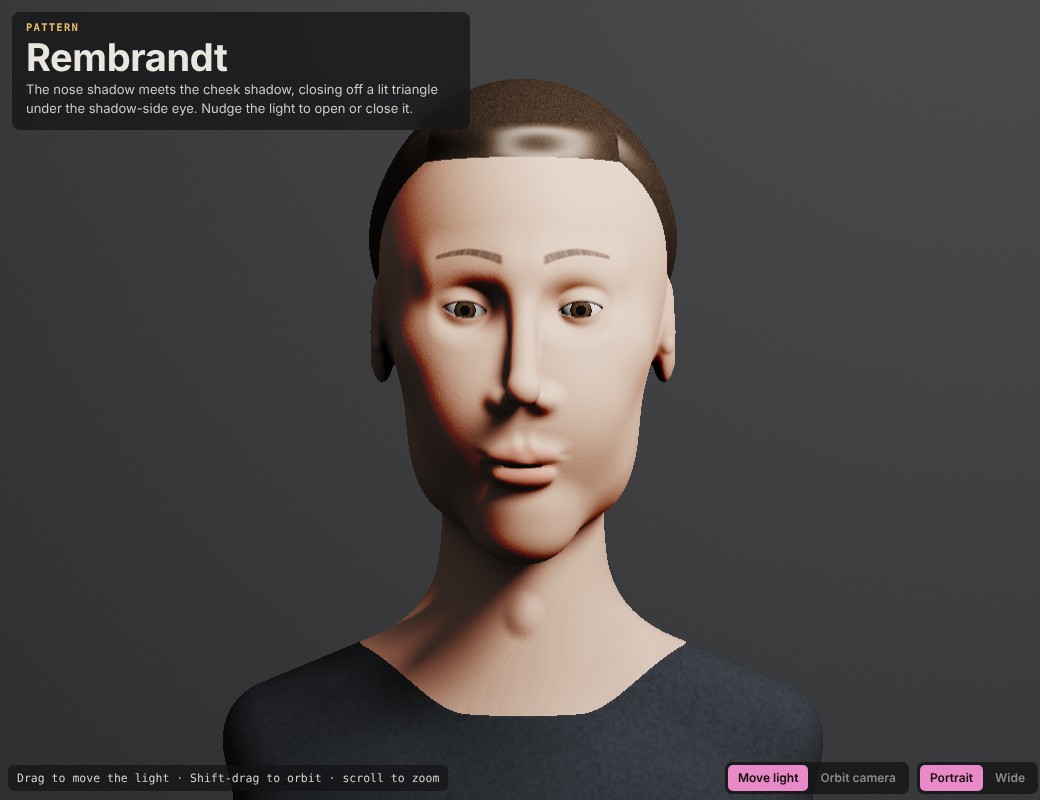 PATTERN
Rembrandt
The nose shadow meets the cheek shadow, closing off a lit triangle
under the shadow-side eye. Nudge the light to open or close it.
Drag to move the light · Shift-drag to orbit · scroll to zoom
Move light
Orbit camera
Portrait
Wide